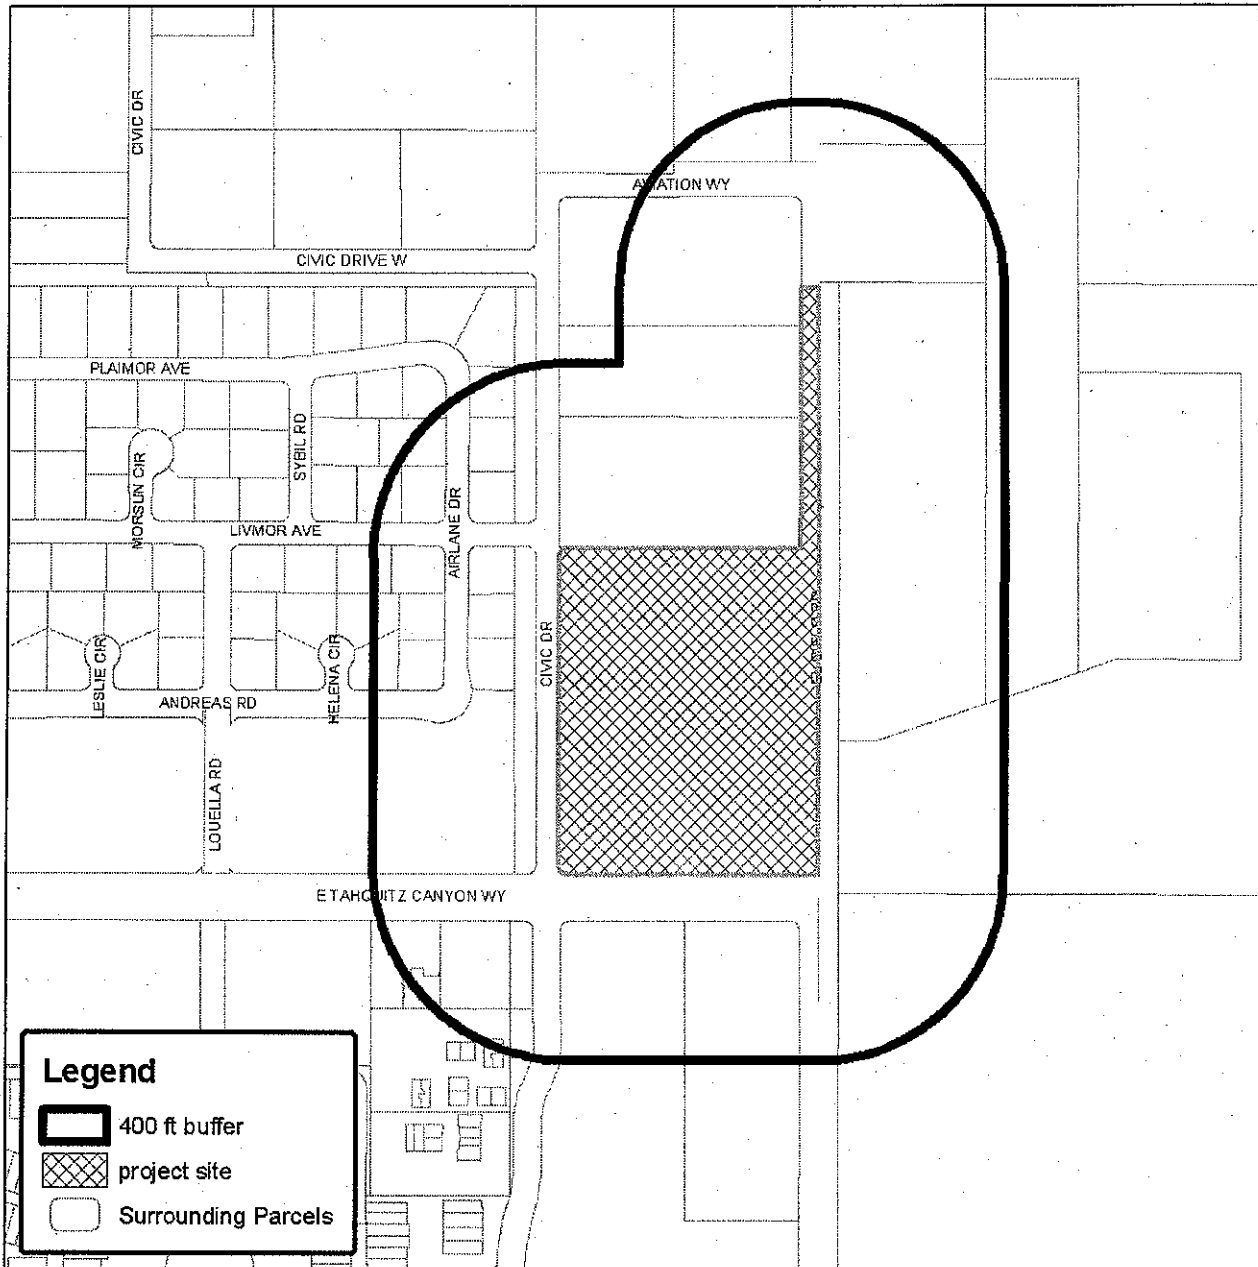 CIVIC DR
AVIATION WY
CIVIC DRIVE W
PLAIMOR AVE
SYBIL RD
MORSUN CIR
LIVMOR AVE
AIRLANE DR
CIVIC DR
LESLIE CIR
HELENA CIR
ANDREAS RD
LOUELLA RD
E TAHQUITZ CANYON WY
Legend
400 ft buffer
project site
Surrounding Parcels